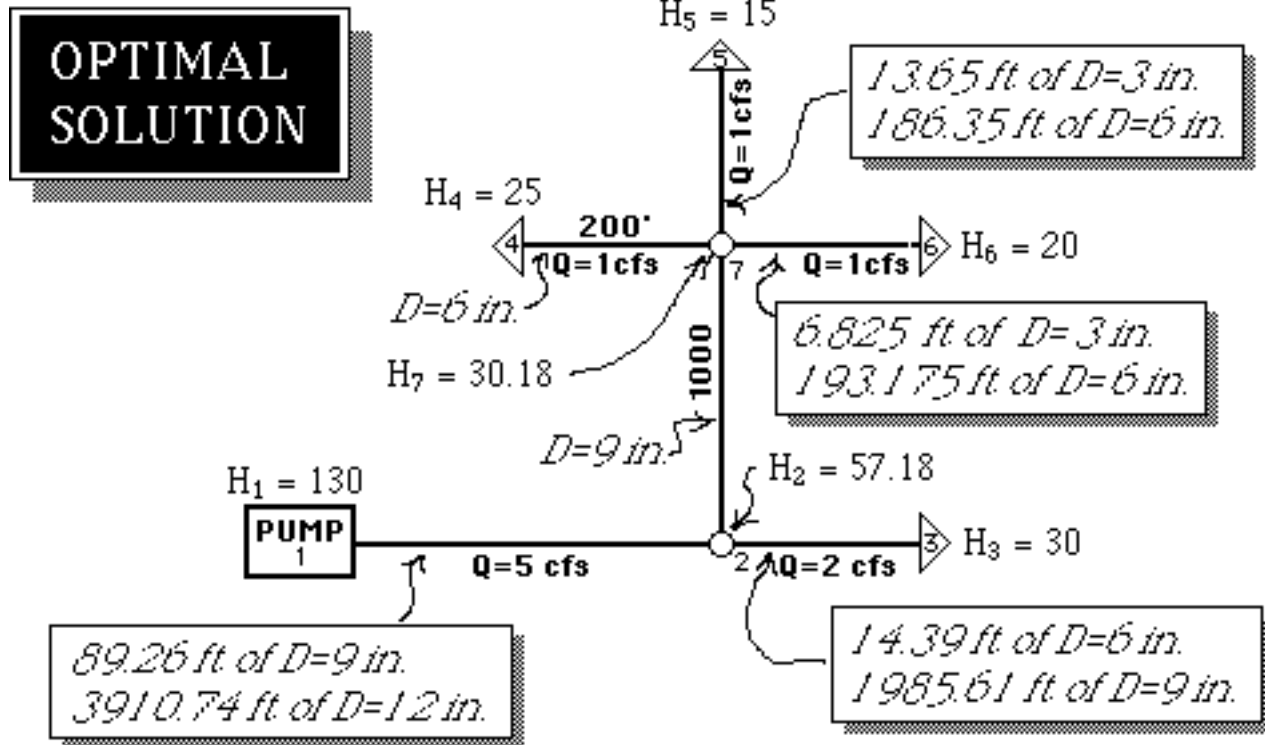 OPTIMAL
SOLUTION
H₅ = 15
5
Q=1cfs
13.65 ft of D=3 in.
186.35 ft of D=6 in.
H₄ = 25
4
200'
Q=1cfs
D=6 in.
7
Q=1cfs
6
H₆ = 20
6.825 ft of D= 3 in.
193.175 ft of D=6 in.
H₇ = 30.18
1000
D=9 in.
H₂ = 57.18
H₁ = 130
PUMP
1
Q=5 cfs
2
Q=2 cfs
3
H₃ = 30
89.26 ft of D=9 in.
3910.74 ft of D=12 in.
14.39 ft of D=6 in.
1985.61 ft of D=9 in.